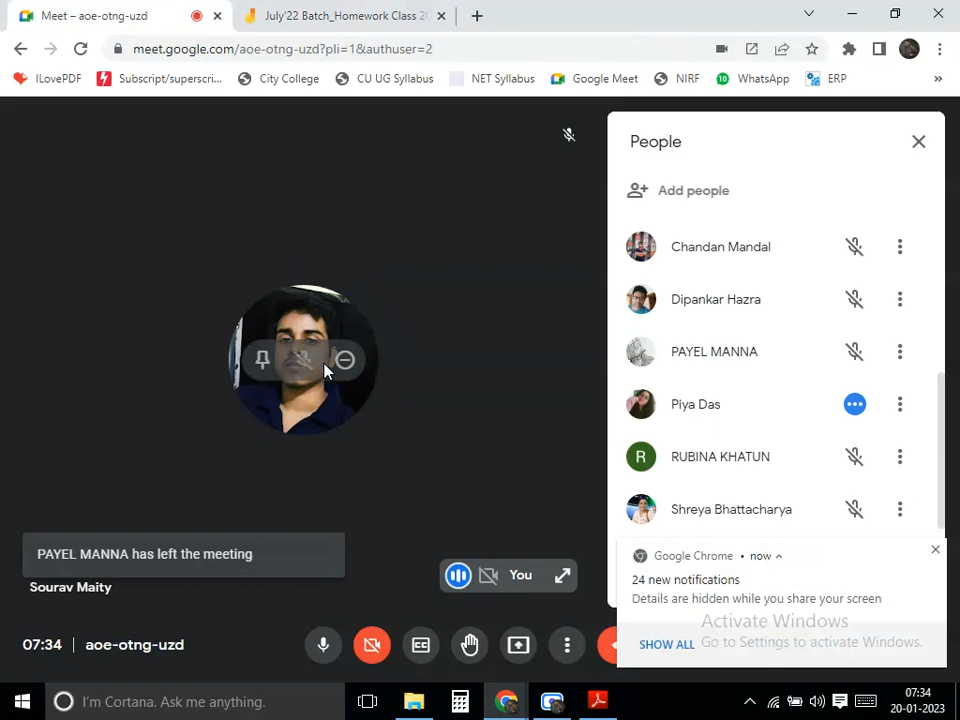 Meet – aoe-otng-uzd
July'22 Batch_Homework Class 20
meet.google.com/aoe-otng-uzd?pli=1&authuser=2
ILovePDF
Subscript/superscri...
City College
CU UG Syllabus
NET Syllabus
Google Meet
NIRF
10
WhatsApp
ERP
»
People
Add people
Chandan Mandal
Dipankar Hazra
PAYEL MANNA
Piya Das
R
RUBINA KHATUN
Shreya Bhattacharya
PAYEL MANNA has left the meeting
Sourav Maity
You
Google Chrome • now
24 new notifications
Details are hidden while you share your screen
SHOW ALL
Activate Windows
Go to Settings to activate Windows.
07:34
aoe-otng-uzd
CC
I'm Cortana. Ask me anything.
07:34
20-01-2023